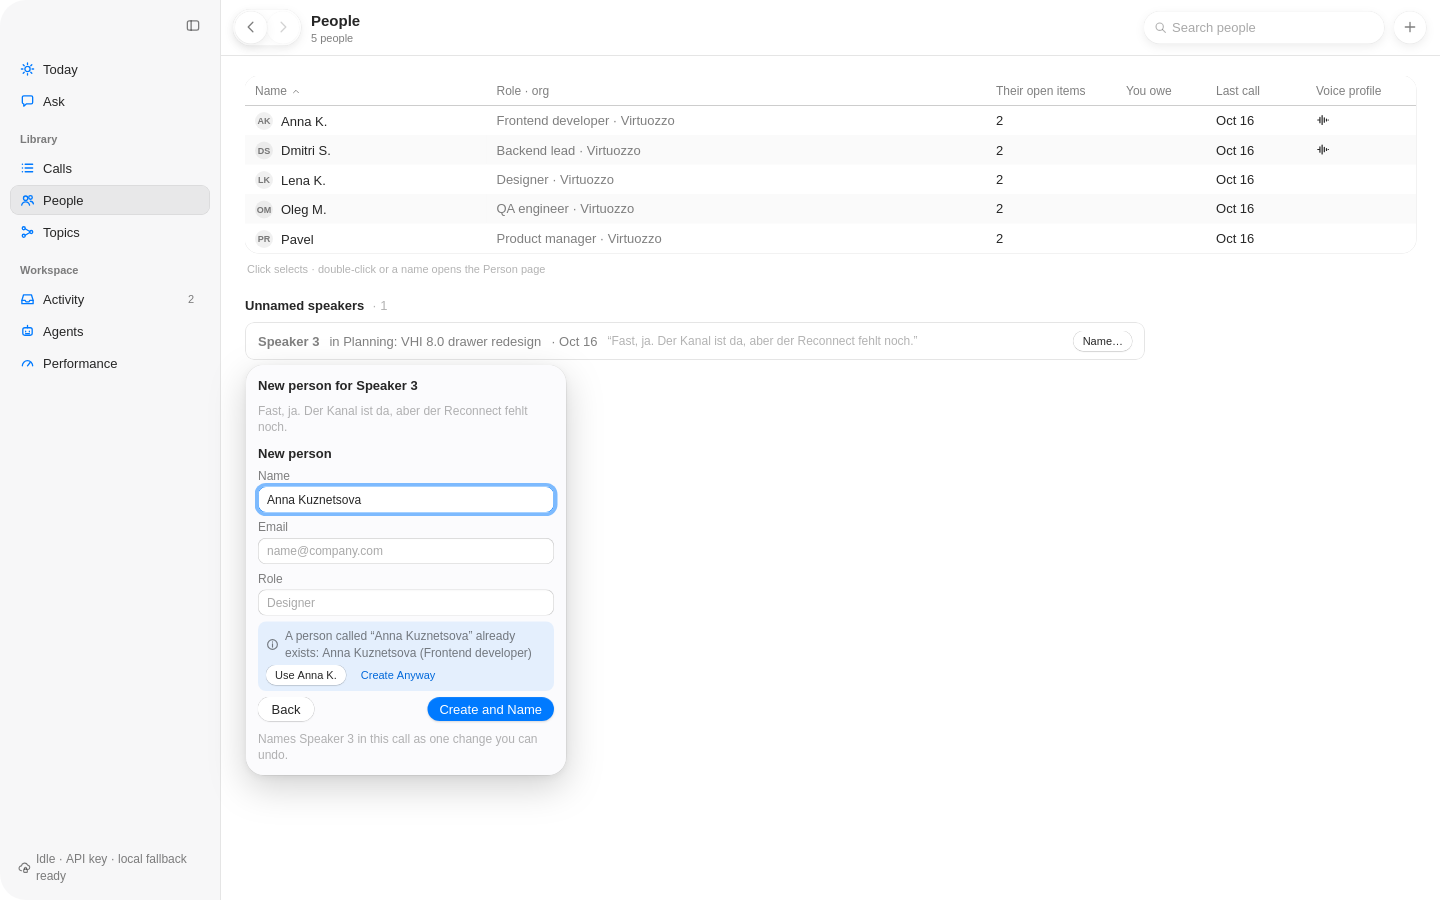 People
5 people
Search people
Today
Ask
Library
Calls
People
Topics
Workspace
Activity 2
Agents
Performance
Idle · API key · local fallback
ready
Name Role · org Their open items You owe Last call Voice profile
AK Anna K. Frontend developer · Virtuozzo 2 Oct 16
DS Dmitri S. Backend lead · Virtuozzo 2 Oct 16
LK Lena K. Designer · Virtuozzo 2 Oct 16
OM Oleg M. QA engineer · Virtuozzo 2 Oct 16
PR Pavel Product manager · Virtuozzo 2 Oct 16
Click selects · double-click or a name opens the Person page
Unnamed speakers · 1
Speaker 3 in Planning: VHI 8.0 drawer redesign · Oct 16 “Fast, ja. Der Kanal ist da, aber der Reconnect fehlt noch.” Name…
New person for Speaker 3
Fast, ja. Der Kanal ist da, aber der Reconnect fehlt
noch.
New person
Name
Anna Kuznetsova
Email
name@company.com
Role
Designer
A person called “Anna Kuznetsova” already
exists: Anna Kuznetsova (Frontend developer)
Use Anna K. Create Anyway
Back Create and Name
Names Speaker 3 in this call as one change you can
undo.